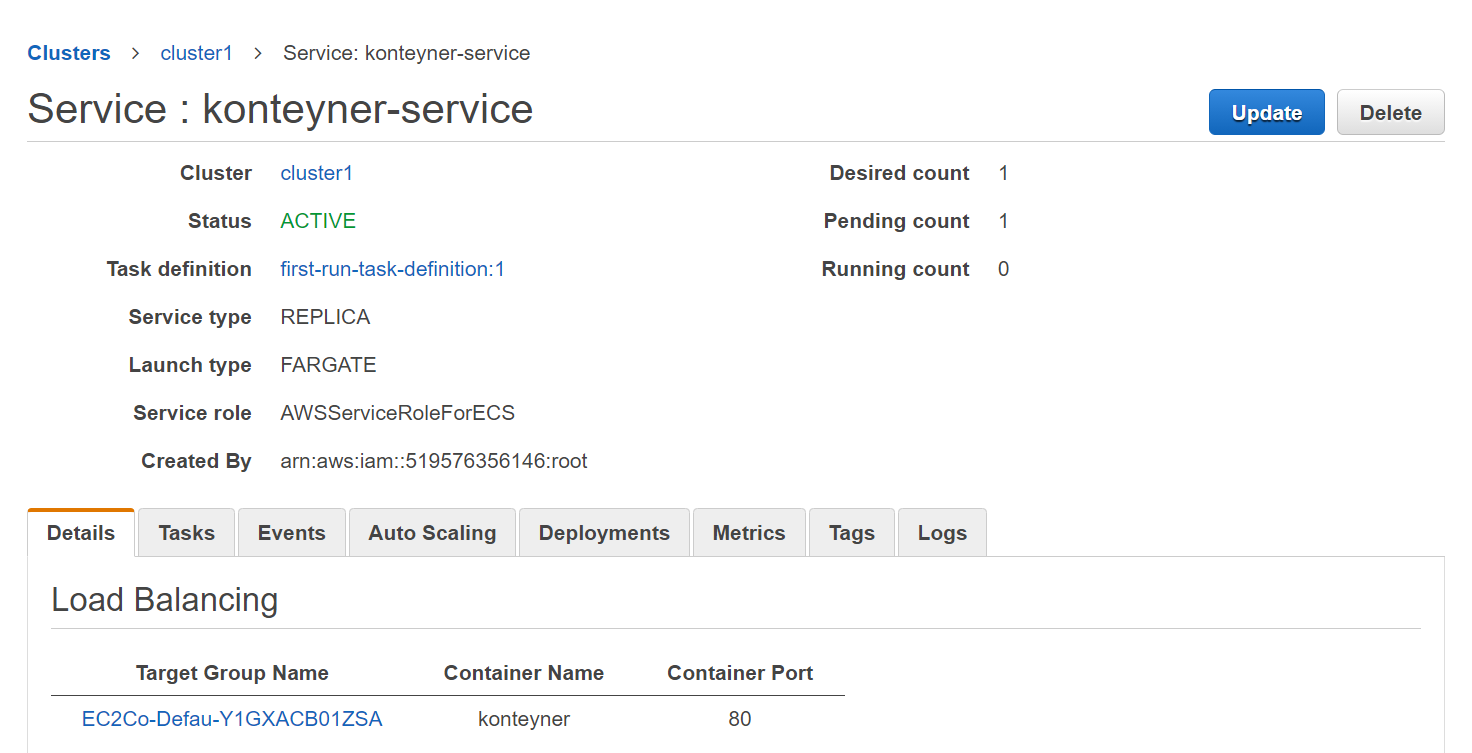 Clusters > cluster1 > Service: konteyner-service
Service : konteyner-service
Update Delete
Cluster cluster1 Desired count 1
Status ACTIVE Pending count 1
Task definition first-run-task-definition:1 Running count 0
Service type REPLICA
Launch type FARGATE
Service role AWSServiceRoleForECS
Created By arn:aws:iam::519576356146:root
Details Tasks Events Auto Scaling Deployments Metrics Tags Logs
Load Balancing
Target Group Name Container Name Container Port
EC2Co-Defau-Y1GXACB01ZSA konteyner 80